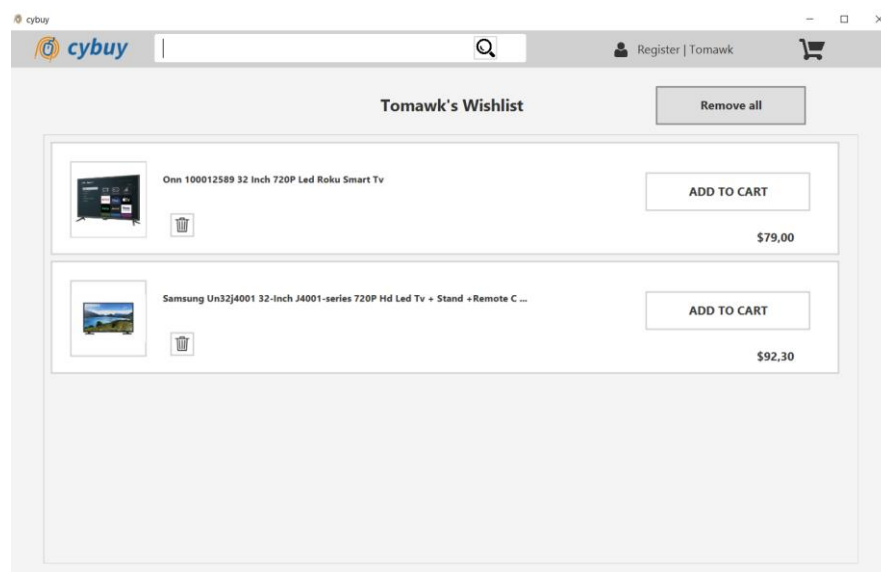 cybuy
cybuy
Register | Tomawk
Tomawk's Wishlist
Remove all
Onn 100012589 32 Inch 720P Led Roku Smart Tv
ADD TO CART
$79,00
Samsung Un32j4001 32-Inch J4001-series 720P Hd Led Tv + Stand +Remote C ...
ADD TO CART
$92,30